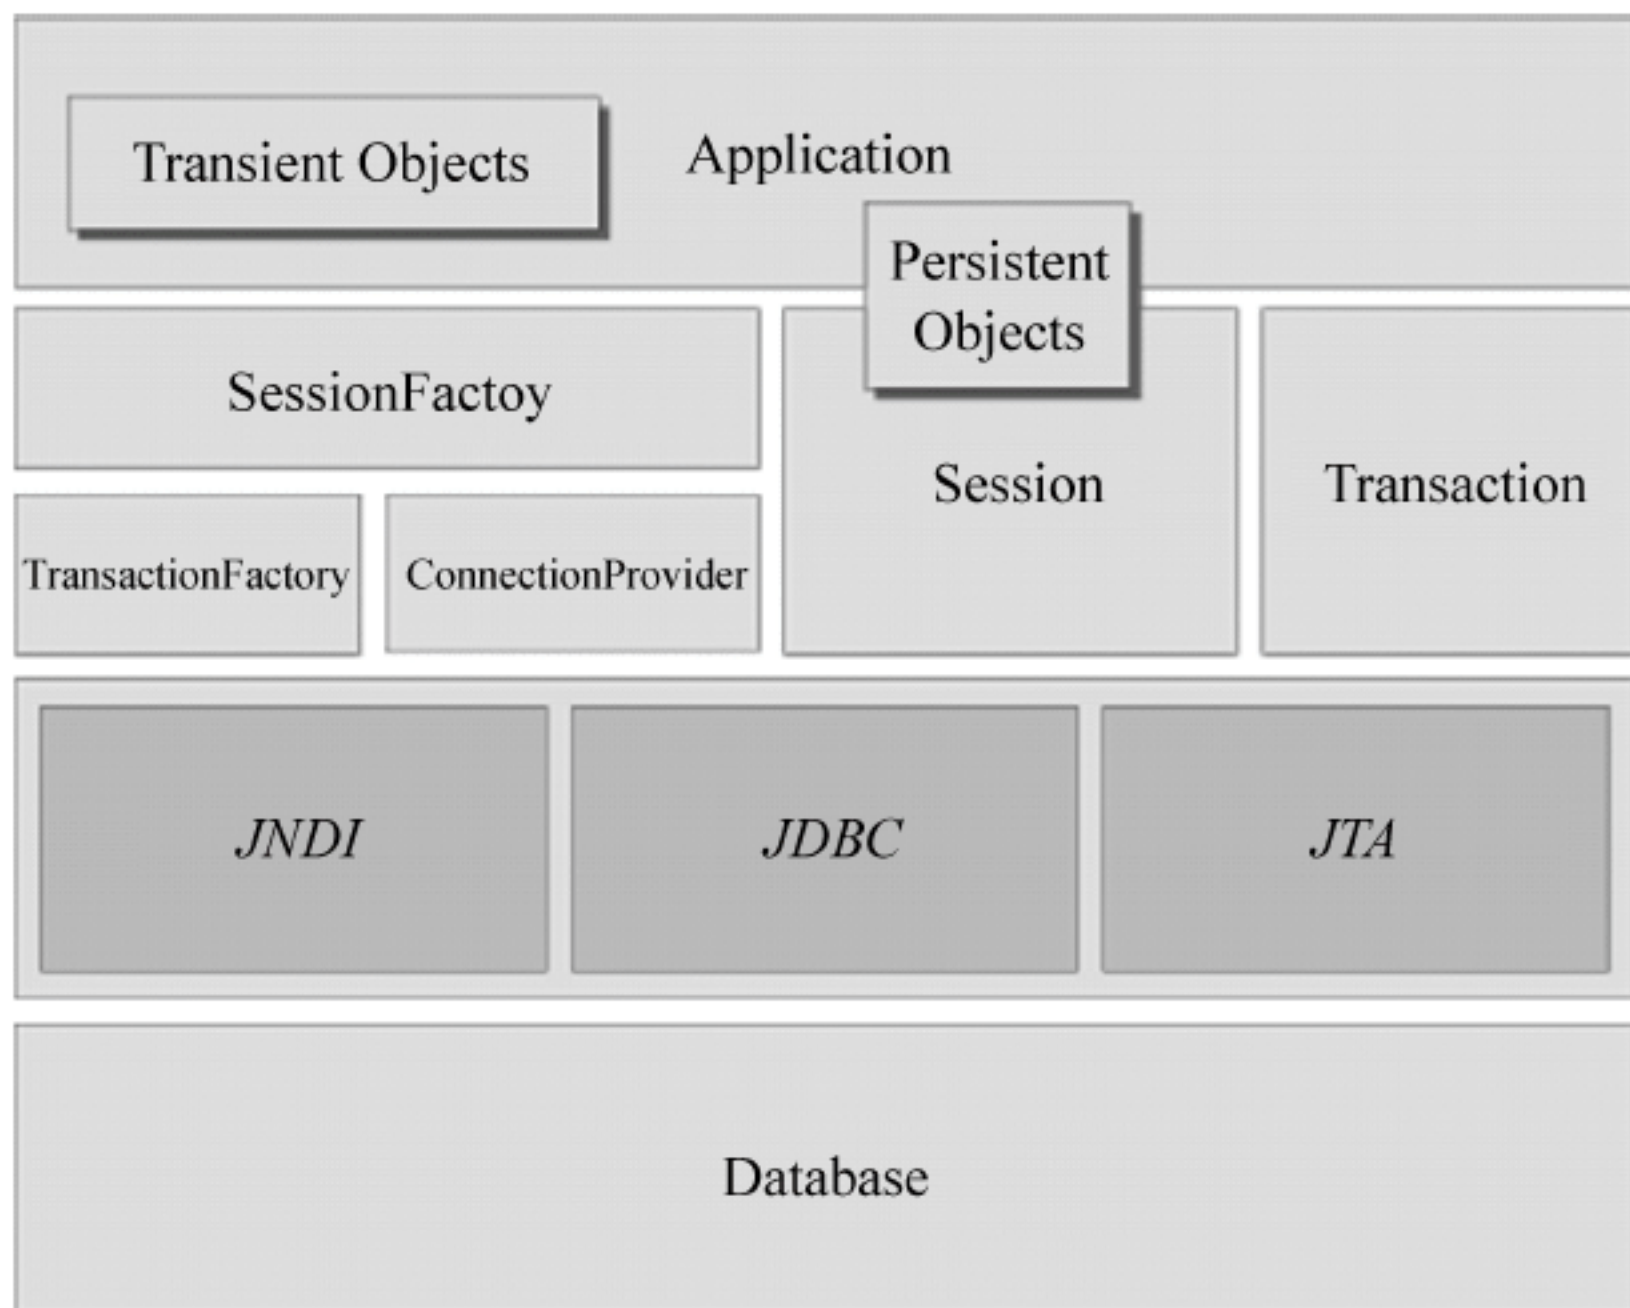 Transient Objects
Application
Persistent
Objects
SessionFactoy
Session
Transaction
TransactionFactory
ConnectionProvider
JNDI
JDBC
JTA
Database